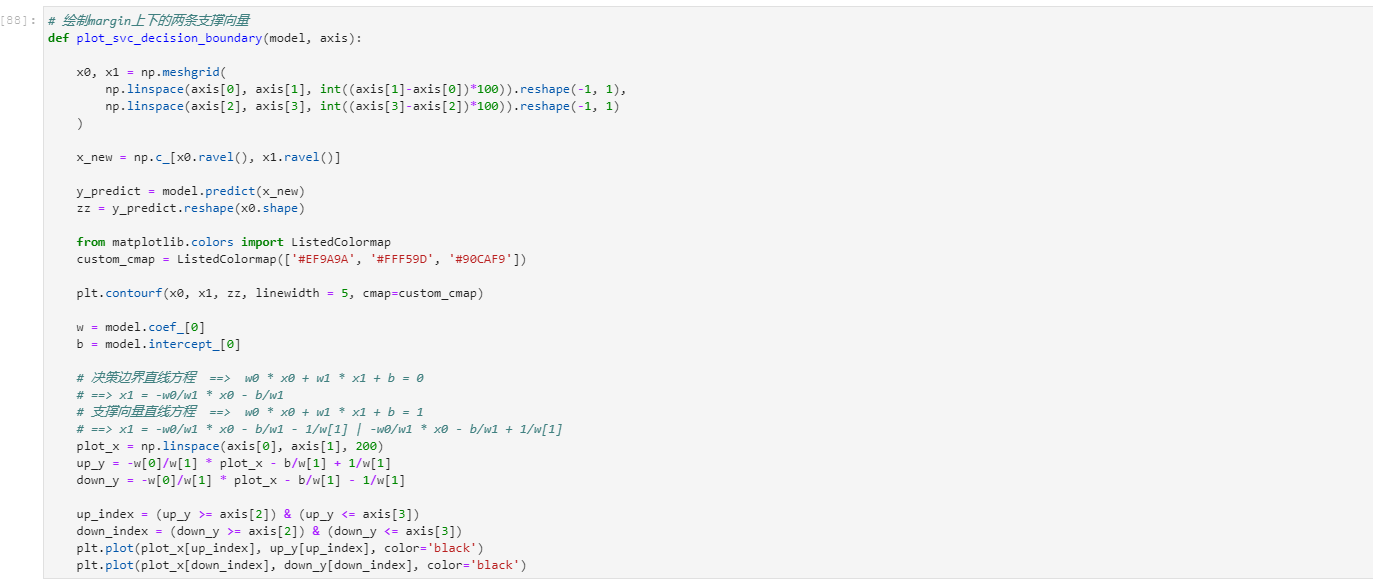 [88]: # 绘制margin上下的两条支撑向量
def plot_svc_decision_boundary(model, axis):
    x0, x1 = np.meshgrid(
        np.linspace(axis[0], axis[1], int((axis[1]-axis[0])*100)).reshape(-1, 1),
        np.linspace(axis[2], axis[3], int((axis[3]-axis[2])*100)).reshape(-1, 1)
    )
    x_new = np.c_[x0.ravel(), x1.ravel()]
    y_predict = model.predict(x_new)
    zz = y_predict.reshape(x0.shape)
    from matplotlib.colors import ListedColormap
    custom_cmap = ListedColormap(['#EF9A9A', '#FFF59D', '#90CAF9'])
    plt.contourf(x0, x1, zz, linewidth = 5, cmap=custom_cmap)
    w = model.coef_[0]
    b = model.intercept_[0]
    # 决策边界直线方程  ==>  w0 * x0 + w1 * x1 + b = 0
    # ==> x1 = -w0/w1 * x0 - b/w1
    # 支撑向量直线方程  ==>  w0 * x0 + w1 * x1 + b = 1
    # ==> x1 = -w0/w1 * x0 - b/w1 - 1/w[1] | -w0/w1 * x0 - b/w1 + 1/w[1]
    plot_x = np.linspace(axis[0], axis[1], 200)
    up_y = -w[0]/w[1] * plot_x - b/w[1] + 1/w[1]
    down_y = -w[0]/w[1] * plot_x - b/w[1] - 1/w[1]
    up_index = (up_y >= axis[2]) & (up_y <= axis[3])
    down_index = (down_y >= axis[2]) & (down_y <= axis[3])
    plt.plot(plot_x[up_index], up_y[up_index], color='black')
    plt.plot(plot_x[down_index], down_y[down_index], color='black')